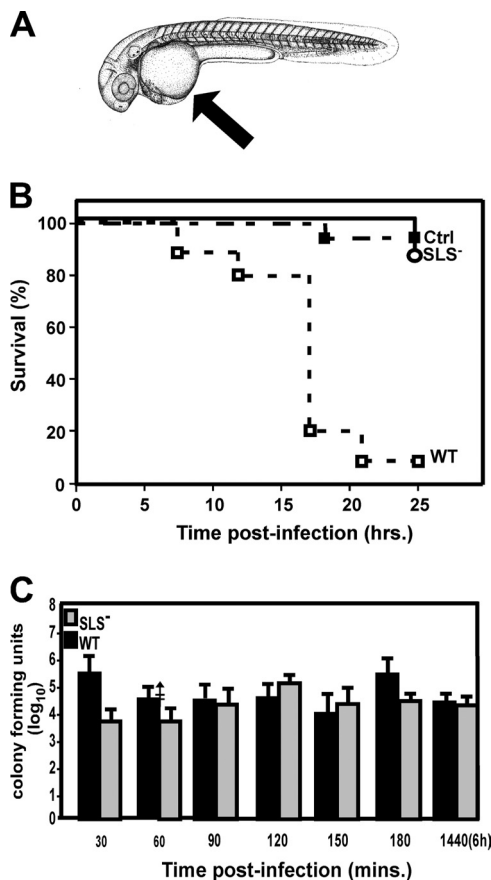 A
B
Survival (%)
100
80
60
40
20
0
Ctrl
SLS-
WT
0 5 10 15 20 25
Time post-infection (hrs.)
C
colony forming units
(log10)
8
7
6
5
4
3
2
1
0
SLS-
WT
30 60 90 120 150 180 1440(6h)
Time post-infection (mins.)